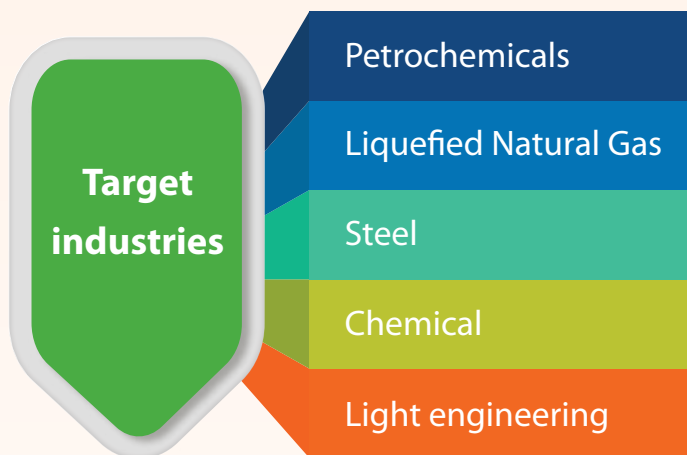 Target
industries
Petrochemicals
Liquefied Natural Gas
Steel
Chemical
Light engineering